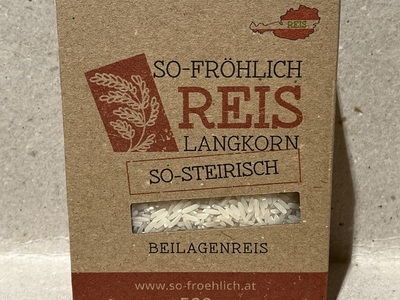 REIS
SO-FRÖHLICH
REIS
LANGKORN
SO-STEIRISCH
BEILAGENREIS
www.so-froehlich.at